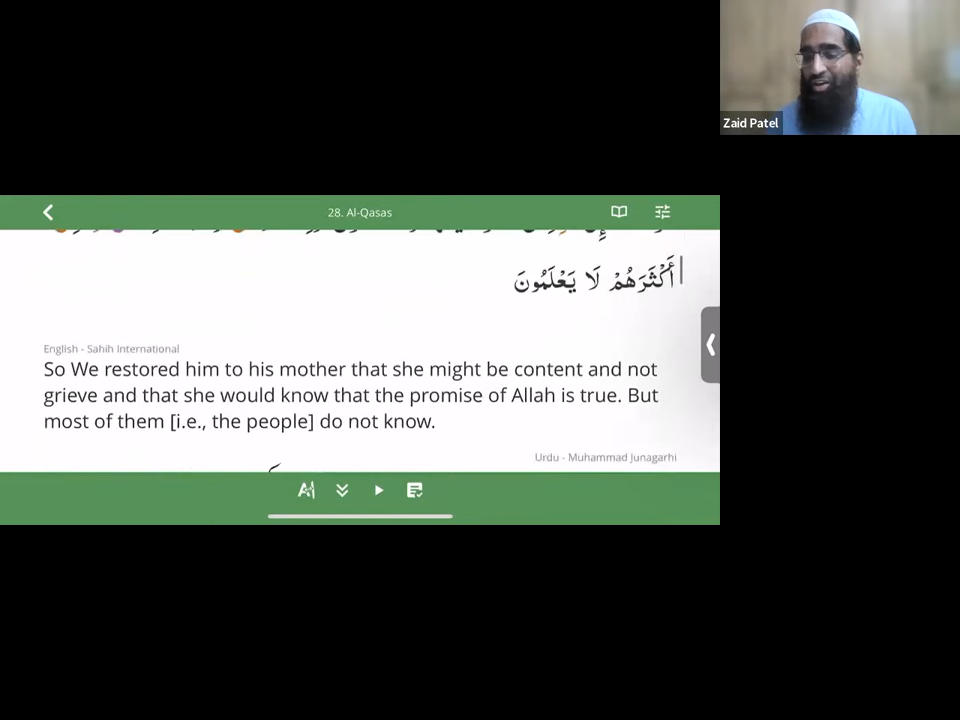 Zaid Patel
28. Al-Qasas
أَكْثَرَهُمْ لَا يَعْلَمُونَ
English - Sahih International
So We restored him to his mother that she might be content and not
grieve and that she would know that the promise of Allah is true. But
most of them [i.e., the people] do not know.
Urdu - Muhammad Junagarhi